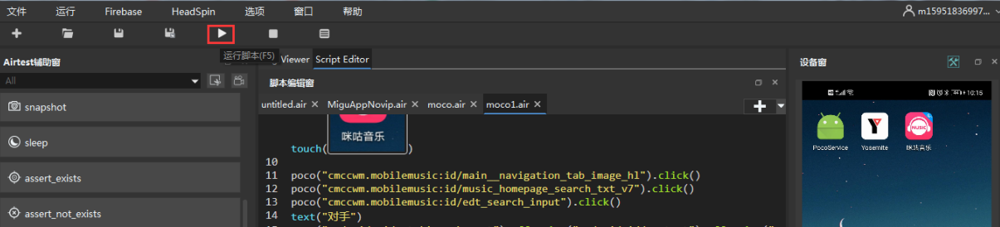 文件 运行 Firebase HeadSpin 选项 窗口 帮助 m15951836997...
运行脚本(F5)
Airtest辅助窗 Viewer Script Editor 设备窗
All 脚本编辑窗
untitled.air MiguAppNovip.air moco.air moco1.air
10:15
snapshot
sleep
assert_exists
assert_not_exists
咪咕音乐
touch( )
10
11 poco("cmccwm.mobilemusic:id/main__navigation_tab_image_hl").click()
12 poco("cmccwm.mobilemusic:id/music_homepage_search_txt_v7").click()
13 poco("cmccwm.mobilemusic:id/edt_search_input").click()
14 text("对手")
MUSIC
PocoService Yosemite 咪咕音乐